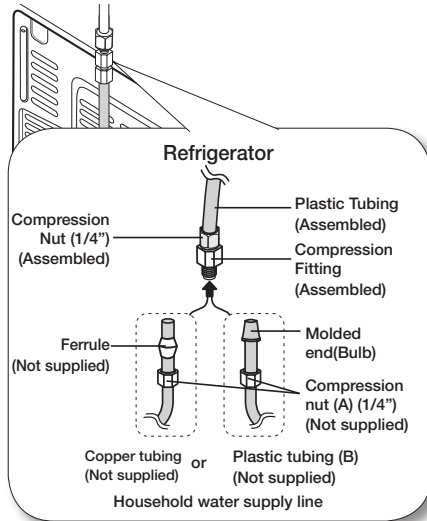 Refrigerator
Compression
Nut (1/4”)
(Assembled)
Plastic Tubing
(Assembled)
Compression
Fitting
(Assembled)
Ferrule
(Not supplied)
Molded
end(Bulb)
Compression
nut (A) (1/4”)
(Not supplied)
Copper tubing
(Not supplied)
or
Plastic tubing (B)
(Not supplied)
Household water supply line